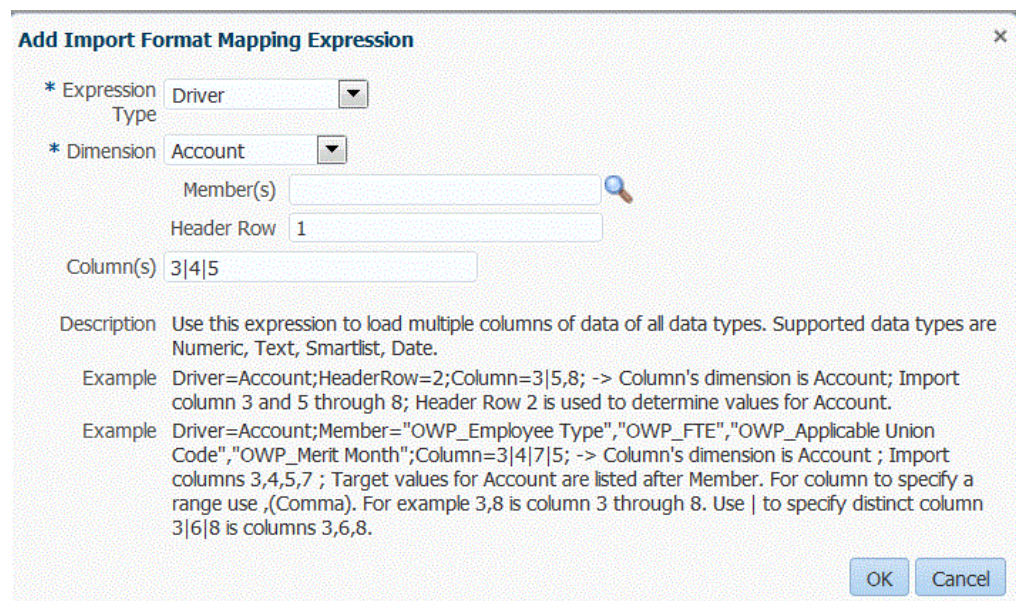 Add Import Format Mapping Expression
* Expression Type Driver
* Dimension Account
Member(s)
Header Row 1
Column(s) 3|4|5
Description Use this expression to load multiple columns of data of all data types. Supported data types are
Numeric, Text, Smartlist, Date.
Example Driver=Account;HeaderRow=2;Column=3|5,8; -> Column's dimension is Account; Import
column 3 and 5 through 8; Header Row 2 is used to determine values for Account.
Example Driver=Account;Member="OWP_Employee Type","OWP_FTE","OWP_Applicable Union
Code","OWP_Merit Month";Column=3|4|7|5; -> Column's dimension is Account ; Import
columns 3,4,5,7 ; Target values for Account are listed after Member. For column to specify a
range use ,(Comma). For example 3,8 is column 3 through 8. Use | to specify distinct column
3|6|8 is columns 3,6,8.
OK Cancel